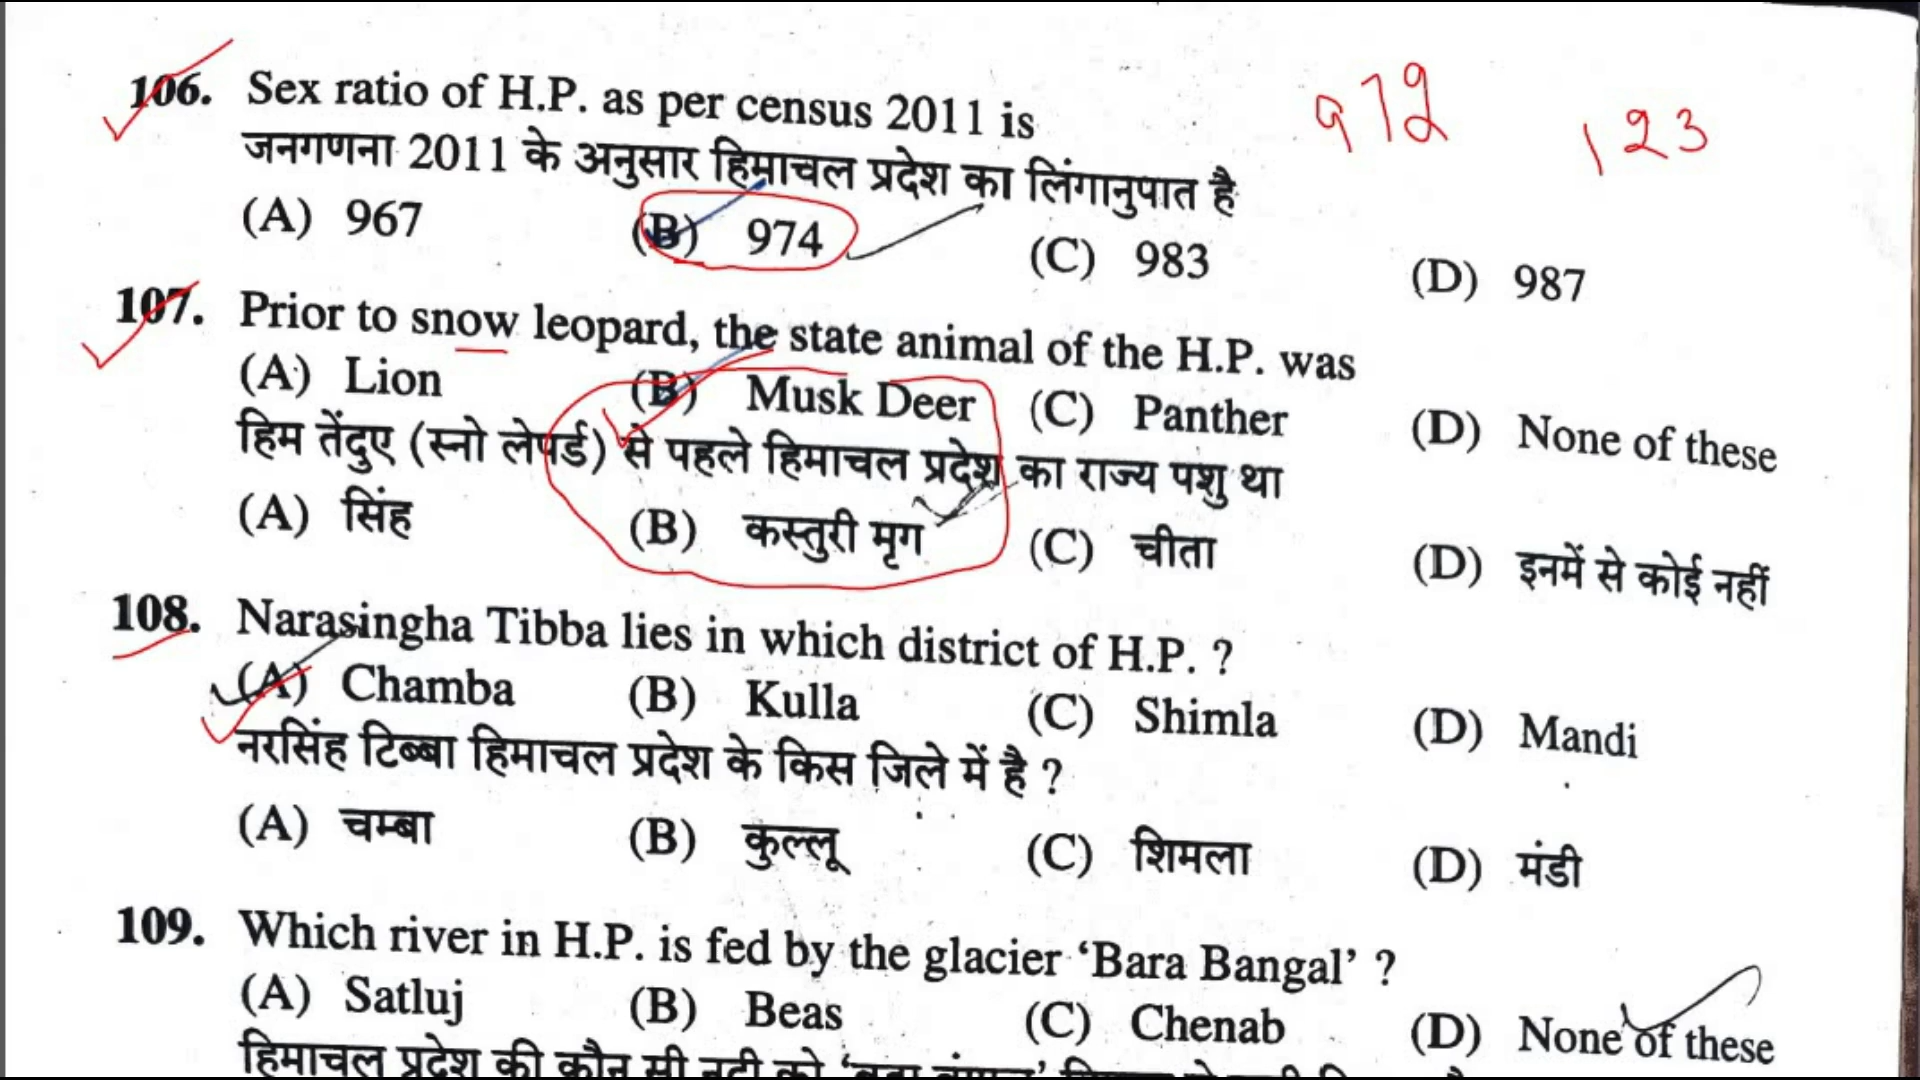 106. Sex ratio of H.P. as per census 2011 is
972
123
जनगणना 2011 के अनुसार हिमाचल प्रदेश का लिंगानुपात है
(A) 967 (B) 974 (C) 983 (D) 987
107. Prior to snow leopard, the state animal of the H.P. was
(A) Lion (B) Musk Deer (C) Panther (D) None of these
हिम तेंदुए (स्नो लेपर्ड) से पहले हिमाचल प्रदेश का राज्य पशु था
(A) सिंह (B) कस्तुरी मृग (C) चीता (D) इनमें से कोई नहीं
108. Narasingha Tibba lies in which district of H.P. ?
(A) Chamba (B) Kulla (C) Shimla (D) Mandi
नरसिंह टिब्बा हिमाचल प्रदेश के किस जिले में है ?
(A) चम्बा (B) कुल्लू (C) शिमला (D) मंडी
109. Which river in H.P. is fed by the glacier ‘Bara Bangal’ ?
(A) Satluj (B) Beas (C) Chenab (D) None of these
हिमाचल प्रदेश की कौन सी नदी को